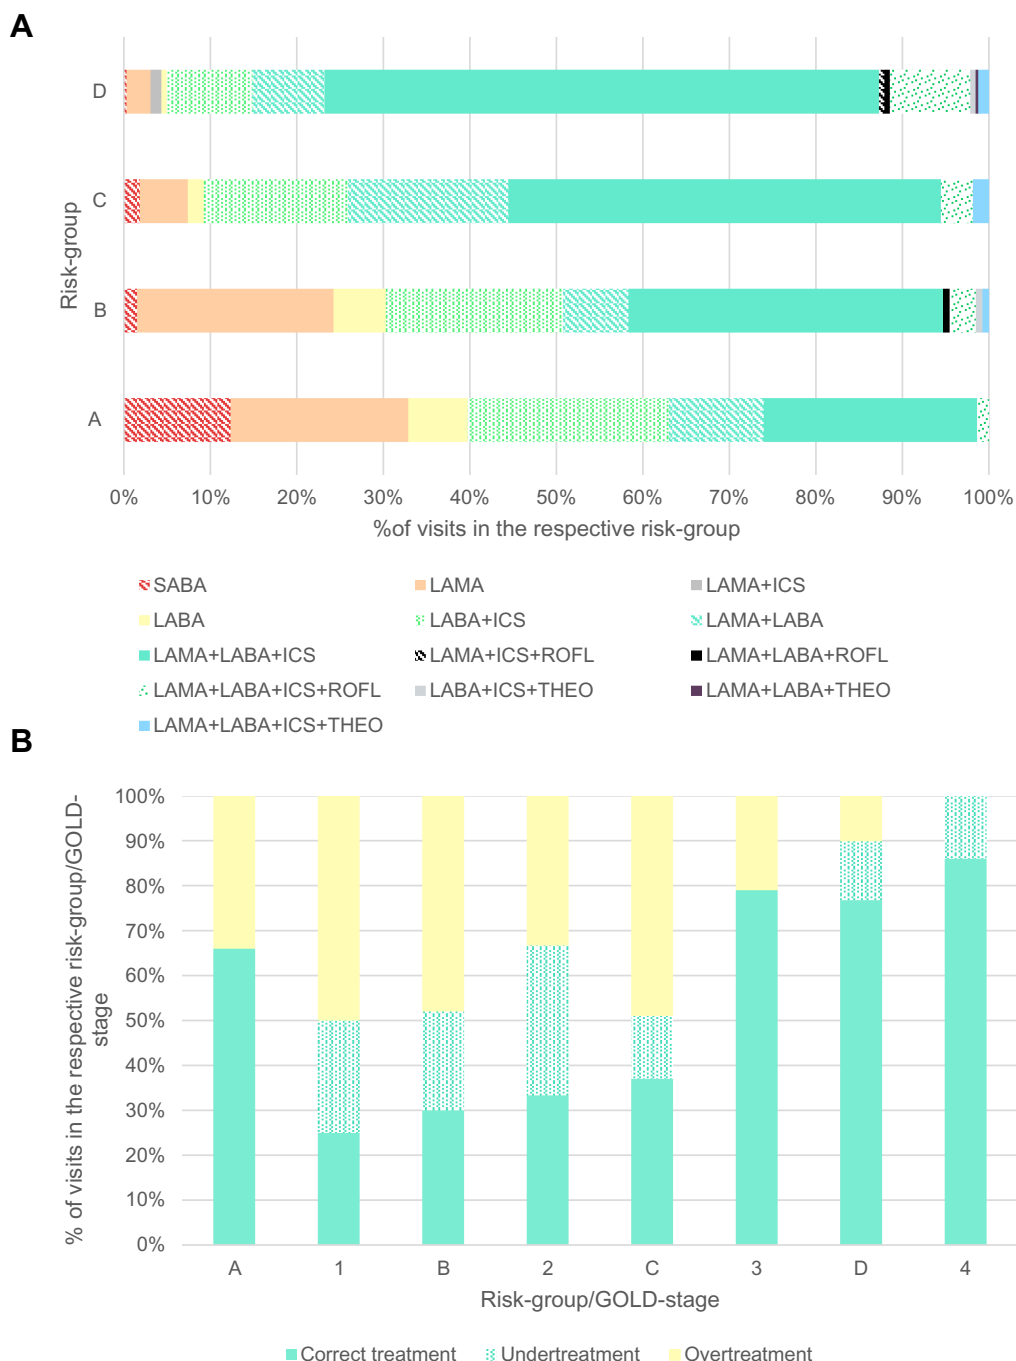 A
D
C
B
A
Risk-group
0% 10% 20% 30% 40% 50% 60% 70% 80% 90% 100%
%of visits in the respective risk-group
SABA LAMA LAMA+ICS
LABA LABA+ICS LAMA+LABA
LAMA+LABA+ICS LAMA+ICS+ROFL LAMA+LABA+ROFL
LAMA+LABA+ICS+ROFL LABA+ICS+THEO LAMA+LABA+THEO
LAMA+LABA+ICS+THEO
B
% of visits in the respective risk-group/GOLD-
stage
100%
90%
80%
70%
60%
50%
40%
30%
20%
10%
0%
A 1 B 2 C 3 D 4
Risk-group/GOLD-stage
Correct treatment Undertreatment Overtreatment